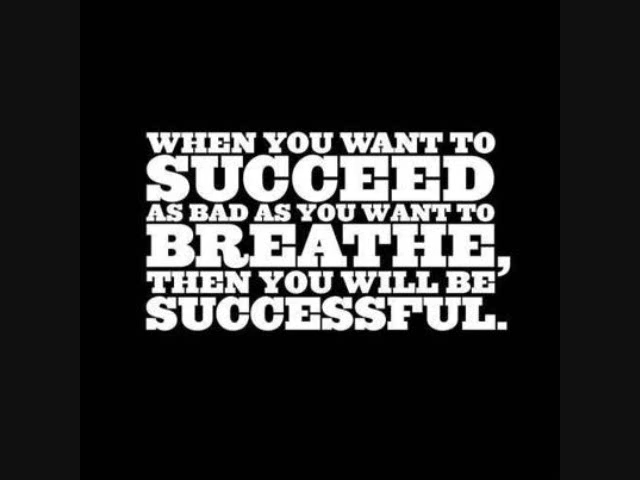 WHEN YOU WANT TO
SUCCEED
AS BAD AS YOU WANT TO
BREATHE,
THEN YOU WILL BE
SUCCESSFUL.